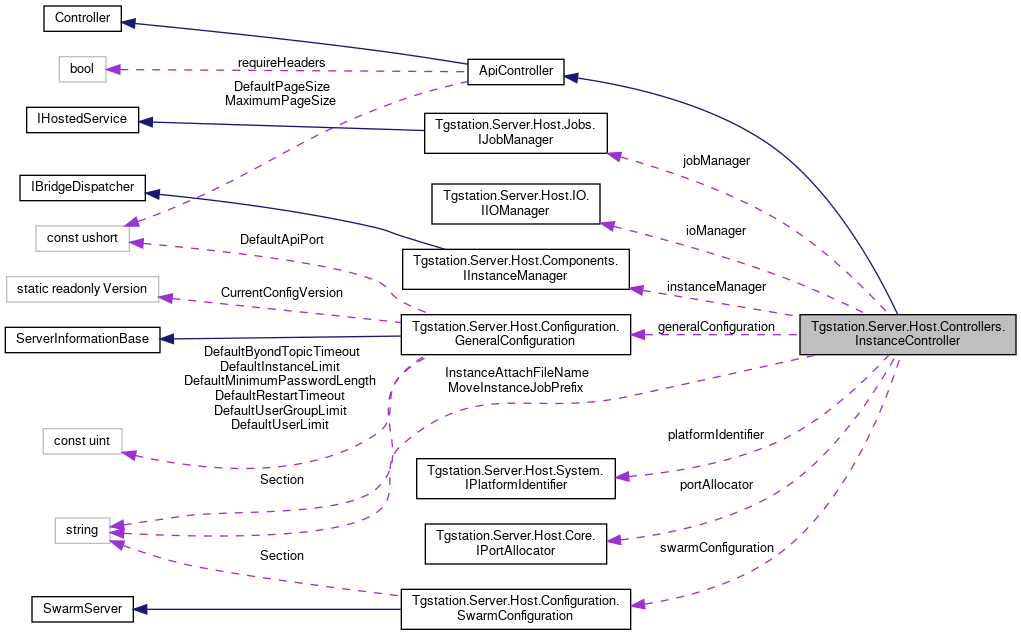 Controller
bool
requireHeaders
ApiController
DefaultPageSize
MaximumPageSize
IHostedService
Tgstation.Server.Host.Jobs.
IJobManager
jobManager
IBridgeDispatcher
Tgstation.Server.Host.IO.
IIOManager
ioManager
const ushort
DefaultApiPort
Tgstation.Server.Host.Components.
IInstanceManager
instanceManager
static readonly Version
CurrentConfigVersion
ServerInformationBase
Tgstation.Server.Host.Configuration.
GeneralConfiguration
generalConfiguration
Tgstation.Server.Host.Controllers.
InstanceController
DefaultByondTopicTimeout
DefaultInstanceLimit
DefaultMinimumPasswordLength
DefaultRestartTimeout
DefaultUserGroupLimit
DefaultUserLimit
InstanceAttachFileName
MoveInstanceJobPrefix
const uint
platformIdentifier
Tgstation.Server.Host.System.
IPlatformIdentifier
Section
portAllocator
string
Tgstation.Server.Host.Core.
IPortAllocator
Section
swarmConfiguration
SwarmServer
Tgstation.Server.Host.Configuration.
SwarmConfiguration